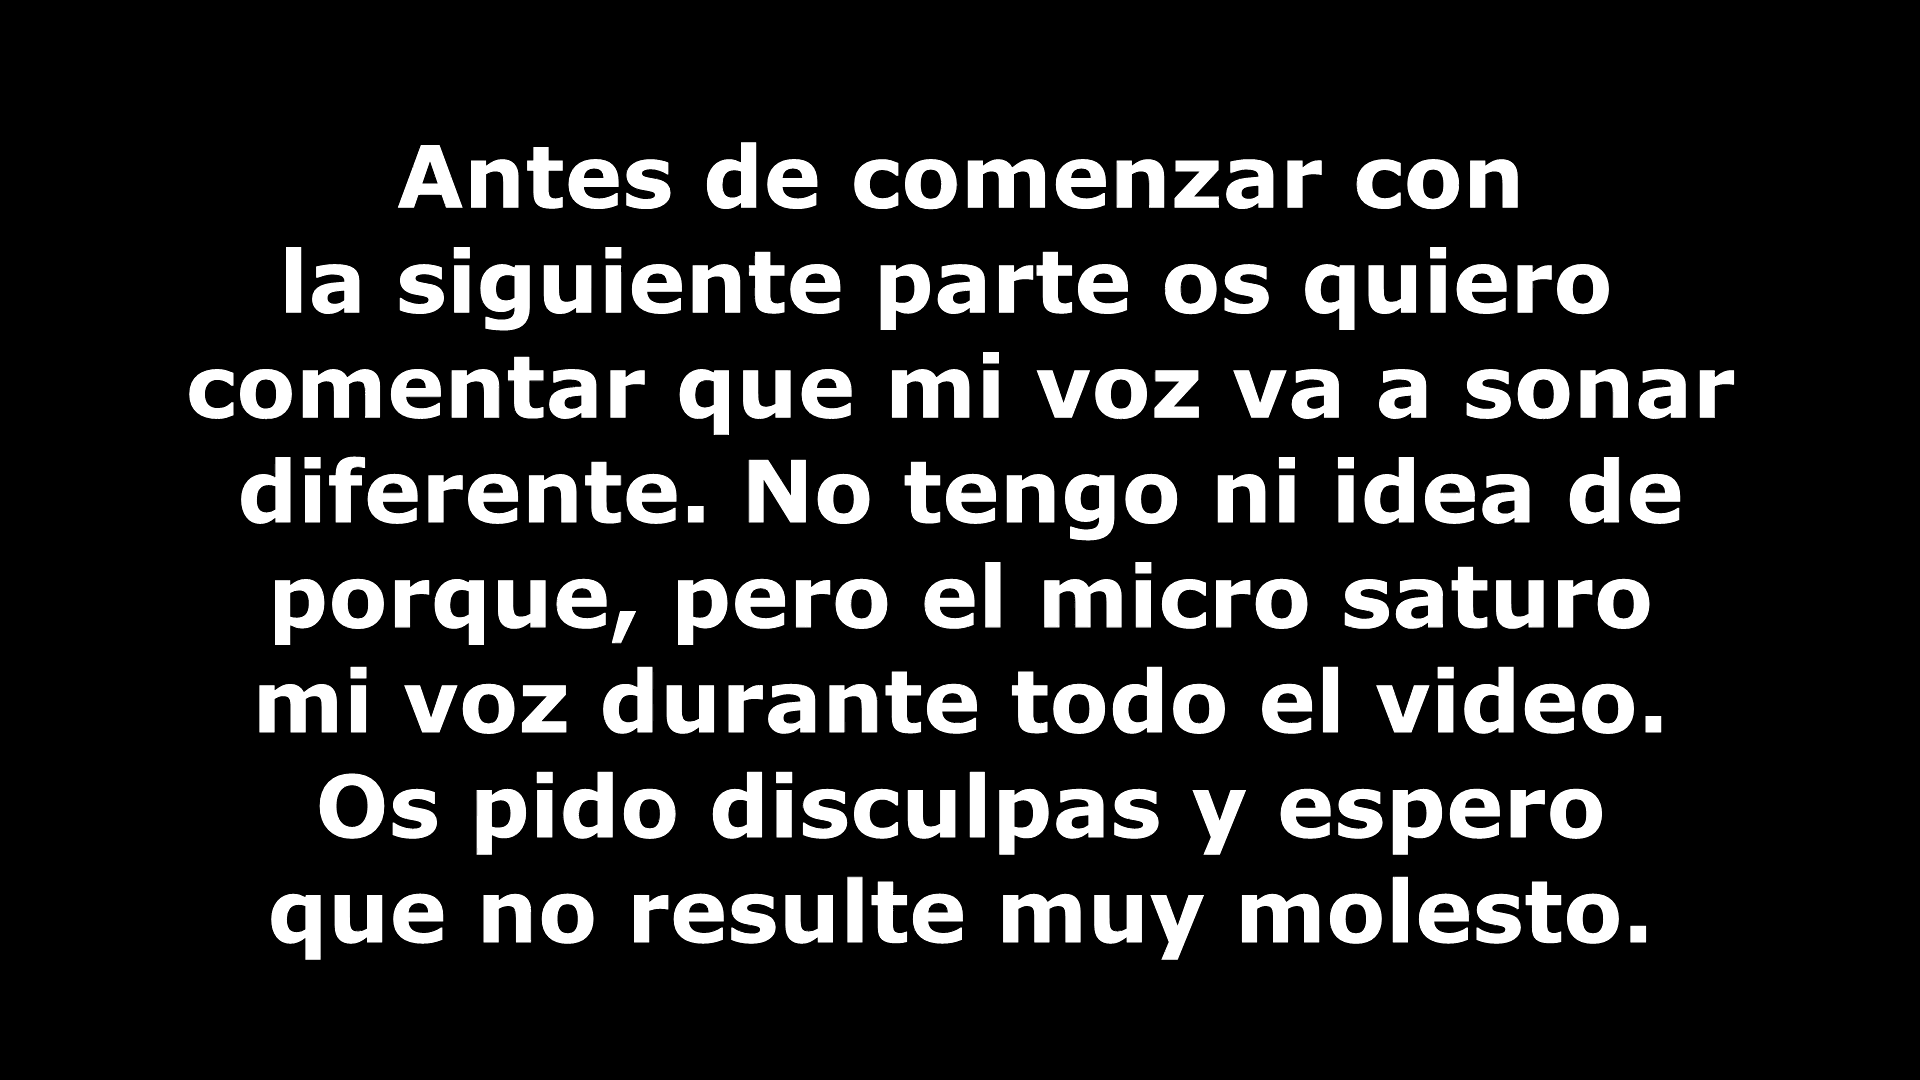 Antes de comenzar con
la siguiente parte os quiero
comentar que mi voz va a sonar
diferente. No tengo ni idea de
porque, pero el micro saturo
mi voz durante todo el video.
Os pido disculpas y espero
que no resulte muy molesto.